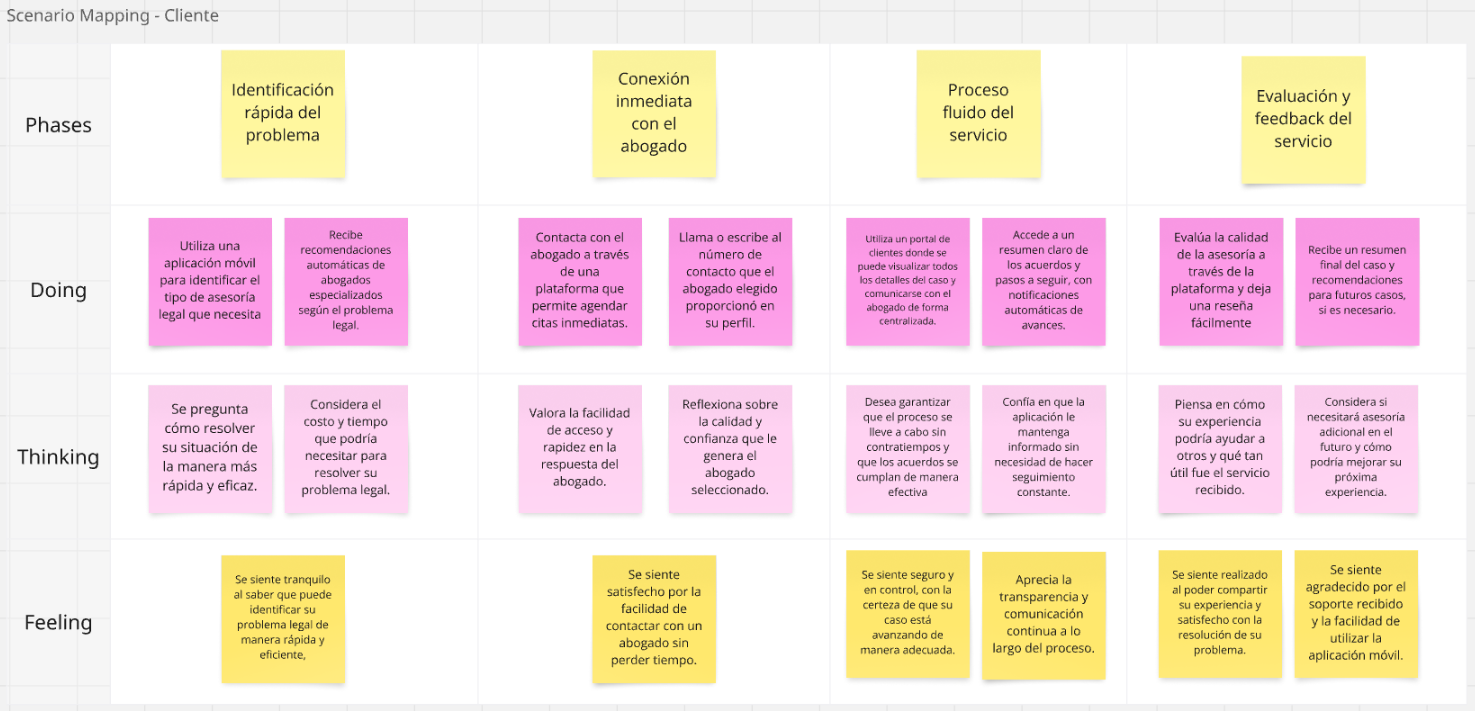 Scenario Mapping - Cliente
Phases
Identificación
rápida del
problema
Conexión
inmediata
con el
abogado
Proceso
fluido del
servicio
Evaluación y
feedback del
servicio
Doing
Utiliza una
aplicación móvil
para identificar el
tipo de asesoría
legal que necesita
Recibe
recomendaciones
automáticas de
abogados
especializados
según el problema
legal.
Contacta con el
abogado a través
de una
plataforma que
permite agendar
citas inmediatas.
Llama o escribe al
número de
contacto que el
abogado elegido
proporcionó en
su perfil.
Utiliza un portal de
clientes donde se
puede visualizar todos
los detalles del caso y
comunicarse con el
abogado de forma
centralizada.
Accede a un
resumen claro de
los acuerdos y
pasos a seguir, con
notificaciones
automáticas de
avances.
Evalúa la calidad
de la asesoría a
través de la
plataforma y deja
una reseña
fácilmente
Recibe un resumen
final del caso y
recomendaciones
para futuros casos,
si es necesario.
Thinking
Se pregunta
cómo resolver
su situación de
la manera más
rápida y eficaz.
Considera el
costo y tiempo
que podría
necesitar para
resolver su
problema legal.
Valora la facilidad
de acceso y
rapidez en la
respuesta del
abogado.
Reflexiona sobre
la calidad y
confianza que le
genera el
abogado
seleccionado.
Desea garantizar
que el proceso se
lleve a cabo sin
contratiempos y
que los acuerdos se
cumplan de manera
efectiva
Confía en que la
aplicación le
mantenga
informado sin
necesidad de hacer
seguimiento
constante.
Piensa en cómo
su experiencia
podría ayudar a
otros y qué tan
útil fue el servicio
recibido.
Considera si
necesitará asesoría
adicional en el
futuro y cómo
podría mejorar su
próxima
experiencia.
Feeling
Se siente tranquilo
al saber que puede
identificar su
problema legal de
manera rápida y
eficiente,
Se siente
satisfecho por la
facilidad de
contactar con un
abogado sin
perder tiempo.
Se siente seguro y
en control, con la
certeza de que su
caso está
avanzando de
manera adecuada.
Aprecia la
transparencia y
comunicación
continua a lo
largo del proceso.
Se siente realizado
al poder compartir
su experiencia y
satisfecho con la
resolución de su
problema.
Se siente
agradecido por el
soporte recibido
y la facilidad de
utilizar la
aplicación móvil.